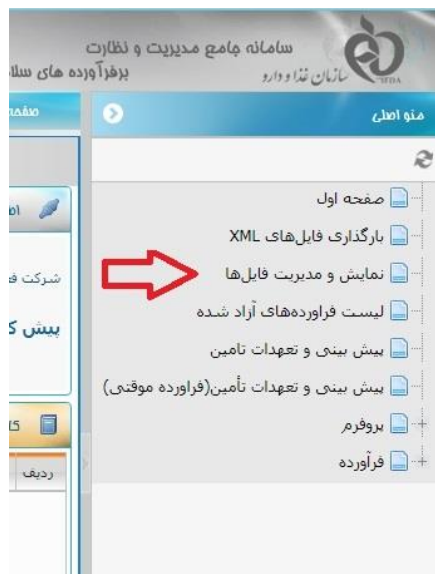 سامانه جامع مدیریت و نظارت
برفرآورده های سلا
سازمان غذا و دارو
IFDA
منو اصلی
صفحه
صفحه اول
بارگذاری فایل‌های XML
نمایش و مدیریت فایل‌ها
لیست فراورده‌های آزاد شده
پیش بینی و تعهدات تامین
پیش بینی و تعهدات تأمین(فراورده موقتی)
پروفرم
فرآورده
شرکت ف
پیش ک
ردیف